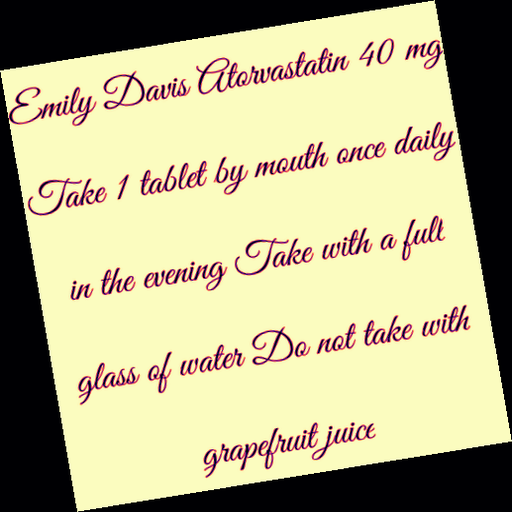 Emily Davis Atorvastatin 40 mg
Take 1 tablet by mouth once daily
in the evening Take with a full
glass of water Do not take with
grapefruit juice